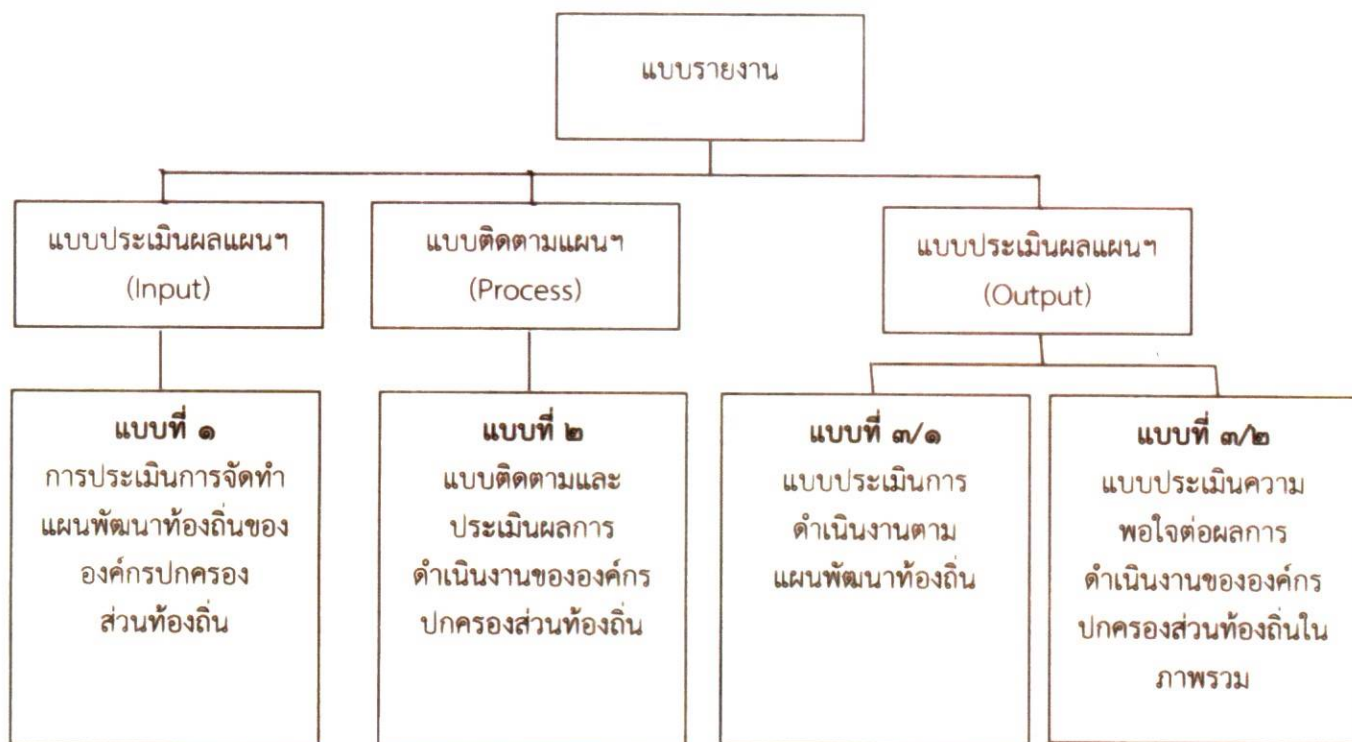 แบบรายงาน
แบบประเมินผลแผนฯ
(Input)
แบบติดตามแผนฯ
(Process)
แบบประเมินผลแผนฯ
(Output)
แบบที่ ๑
การประเมินการจัดทำ
แผนพัฒนาท้องถิ่นของ
องค์กรปกครอง
ส่วนท้องถิ่น
แบบที่ ๒
แบบติดตามและ
ประเมินผลการ
ดำเนินงานขององค์กร
ปกครองส่วนท้องถิ่น
แบบที่ ๓/๑
แบบประเมินการ
ดำเนินงานตาม
แผนพัฒนาท้องถิ่น
แบบที่ ๓/๒
แบบประเมินความ
พอใจต่อผลการ
ดำเนินงานขององค์กร
ปกครองส่วนท้องถิ่นใน
ภาพรวม